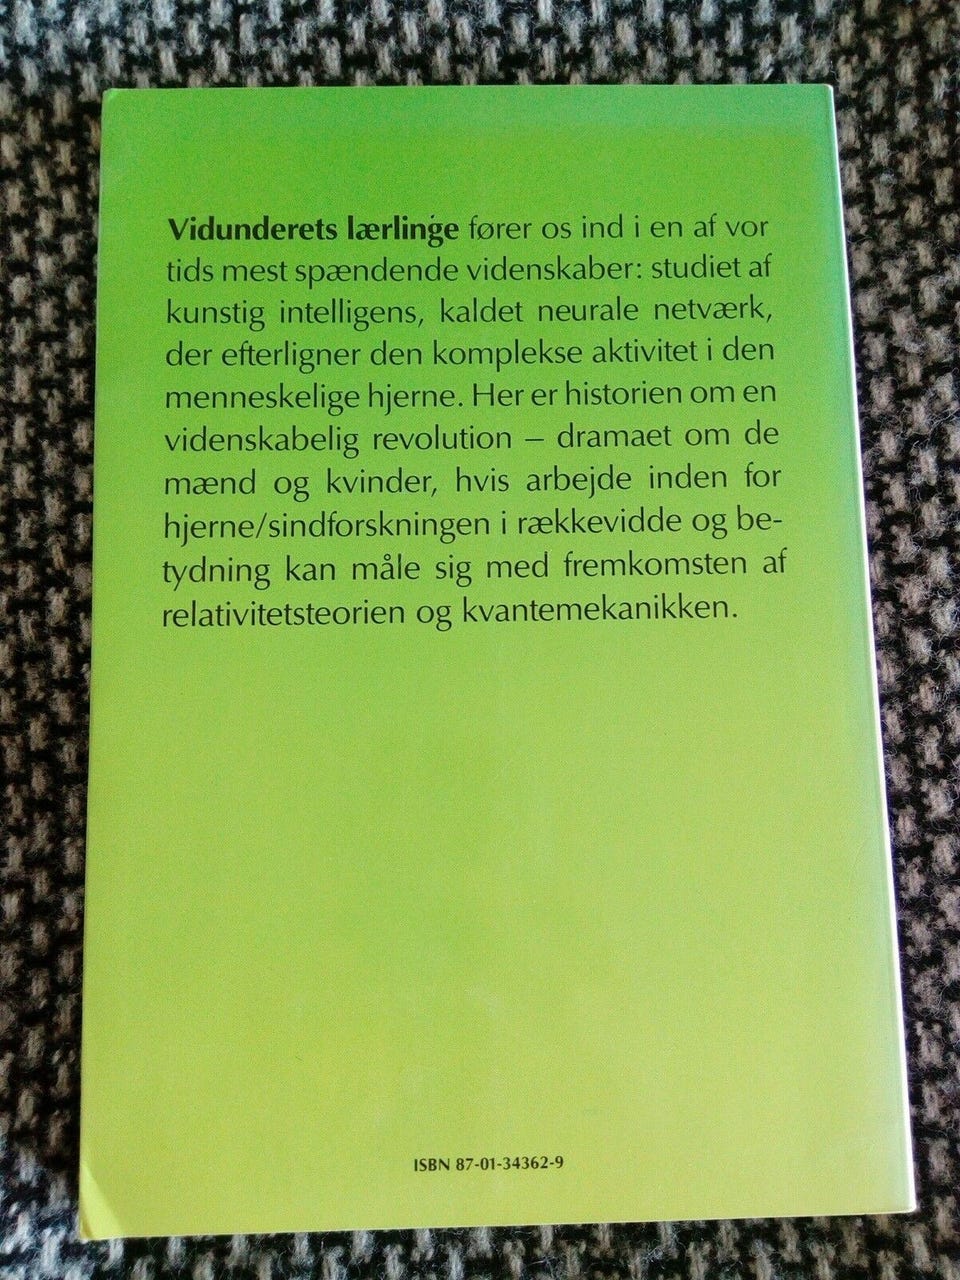 Vidunderets lærlinge fører os ind i en af vor
tids mest spændende videnskaber: studiet af
kunstig intelligens, kaldet neurale netværk,
der efterligner den komplekse aktivitet i den
menneskelige hjerne. Her er historien om en
videnskabelig revolution – dramaet om de
mænd og kvinder, hvis arbejde inden for
hjerne/sindforskningen i rækkevidde og be-
tydning kan måle sig med fremkomsten af
relativitetsteorien og kvantemekanikken.
ISBN 87-01-34362-9